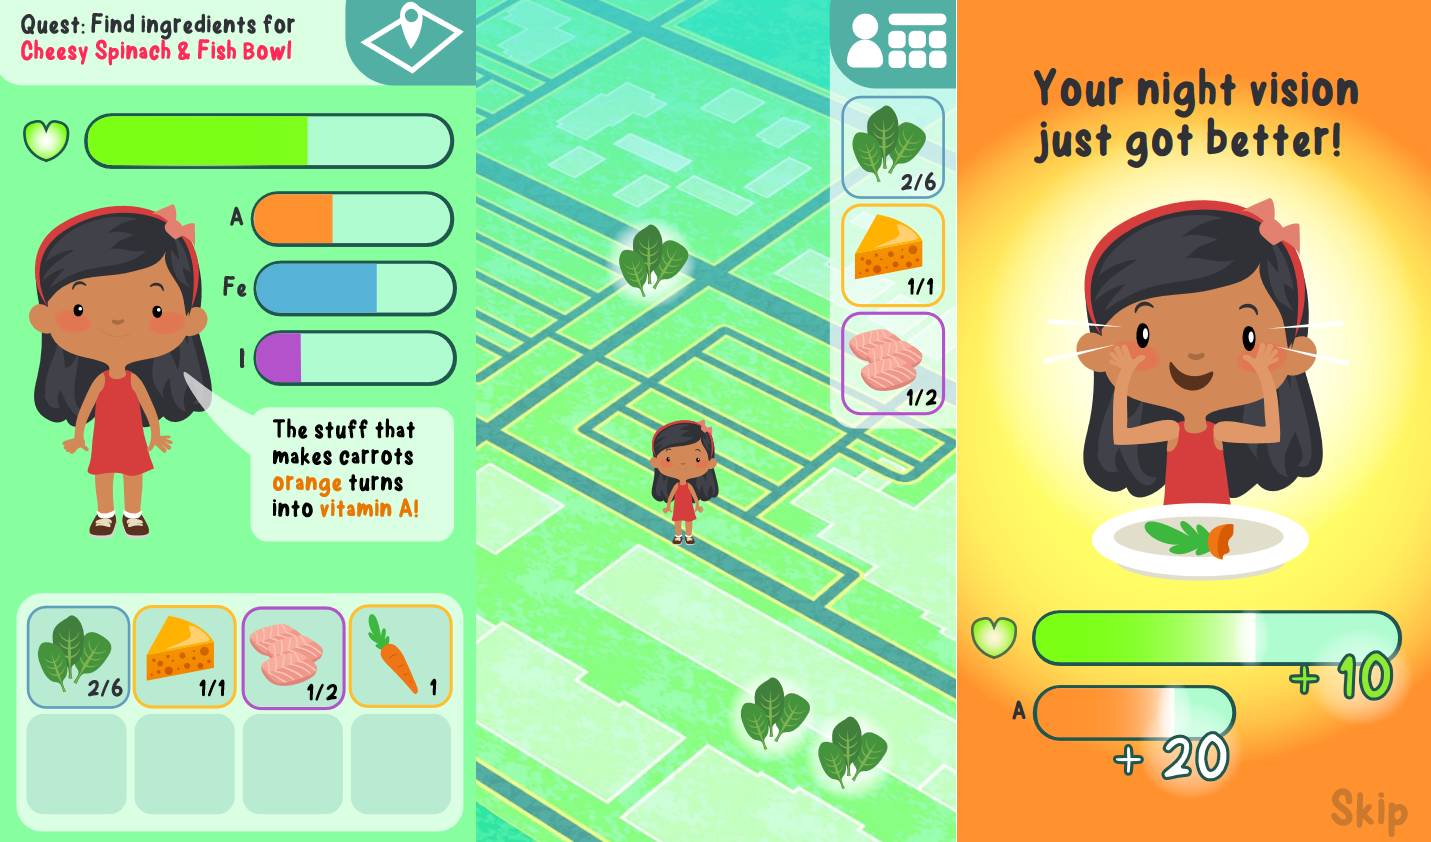 Quest: Find ingredients for
Cheesy Spinach & Fish Bowl
A
Fe
I
The stuff that
makes carrots
orange turns
into vitamin A!
2/6
1/1
1/2
1
2/6
1/1
1/2
Your night vision
just got better!
+ 10
A
+ 20
Skip